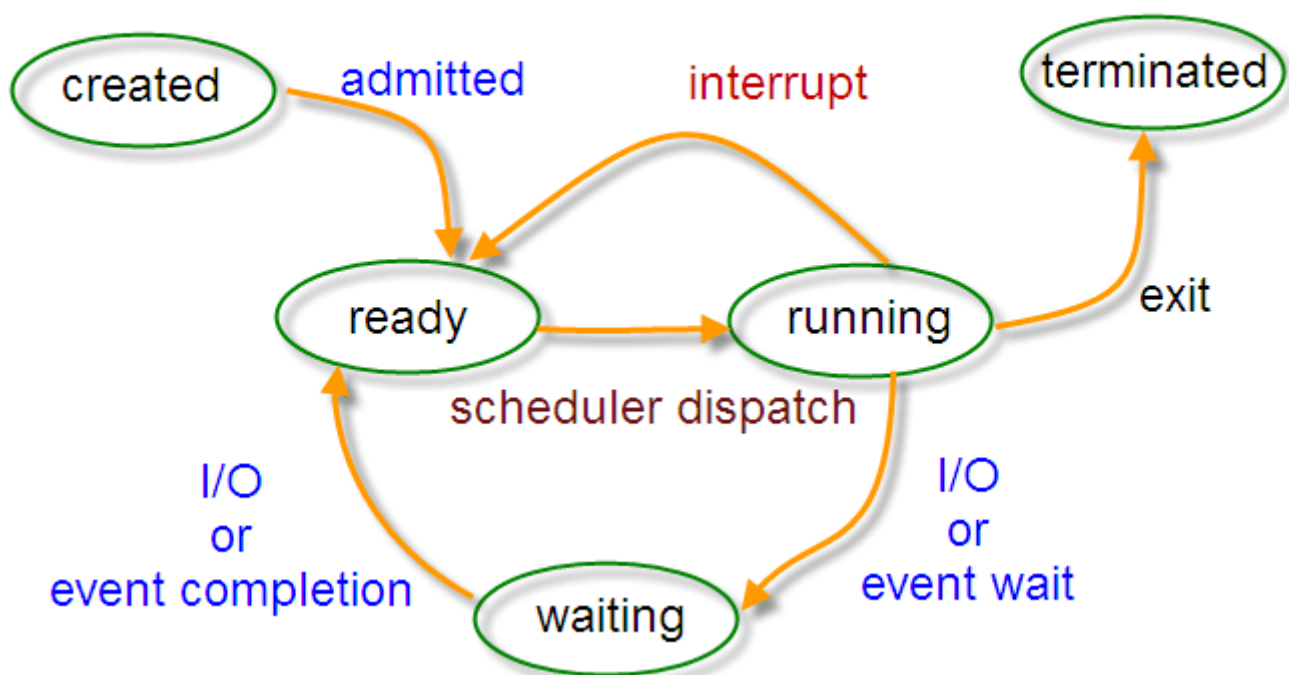 created
admitted
interrupt
terminated
ready
running
exit
scheduler dispatch
I/O
or
event completion
I/O
or
event wait
waiting